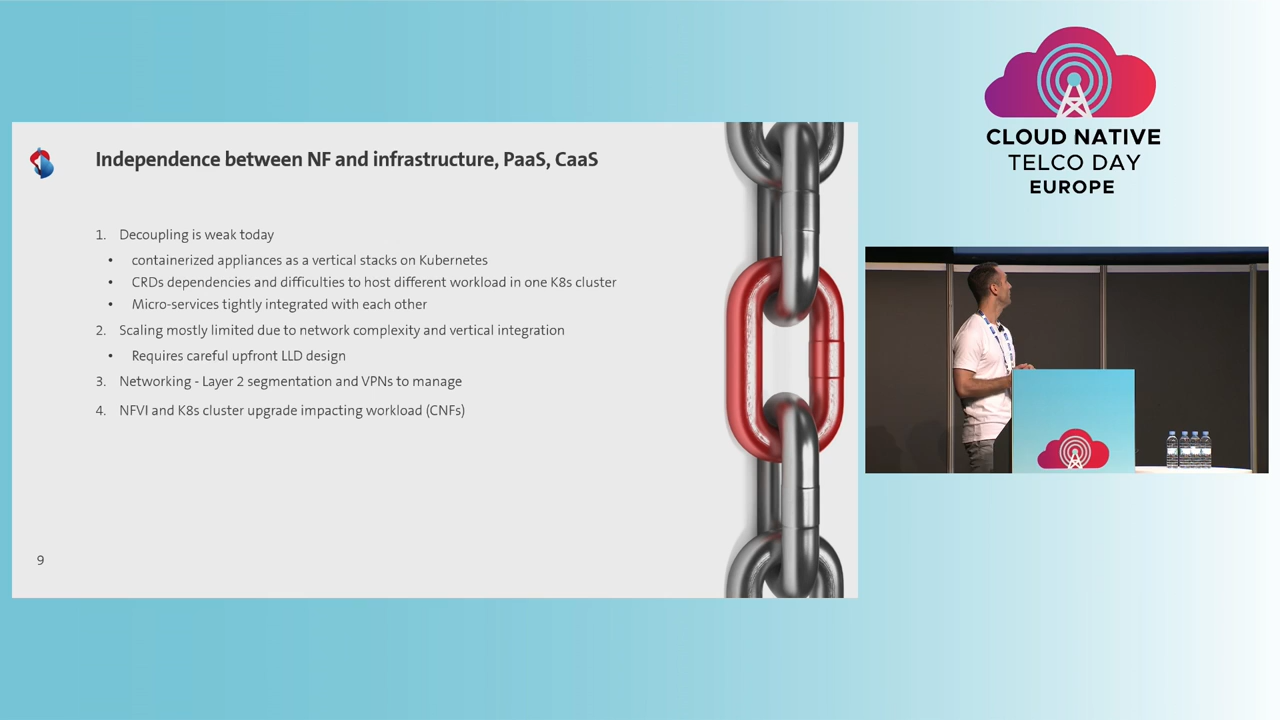 CLOUD NATIVE
TELCO DAY
EUROPE
Independence between NF and infrastructure, PaaS, CaaS
1. Decoupling is weak today
• containerized appliances as a vertical stacks on Kubernetes
• CRDs dependencies and difficulties to host different workload in one K8s cluster
• Micro-services tightly integrated with each other
2. Scaling mostly limited due to network complexity and vertical integration
• Requires careful upfront LLD design
3. Networking - Layer 2 segmentation and VPNs to manage
4. NFVI and K8s cluster upgrade impacting workload (CNFs)
9